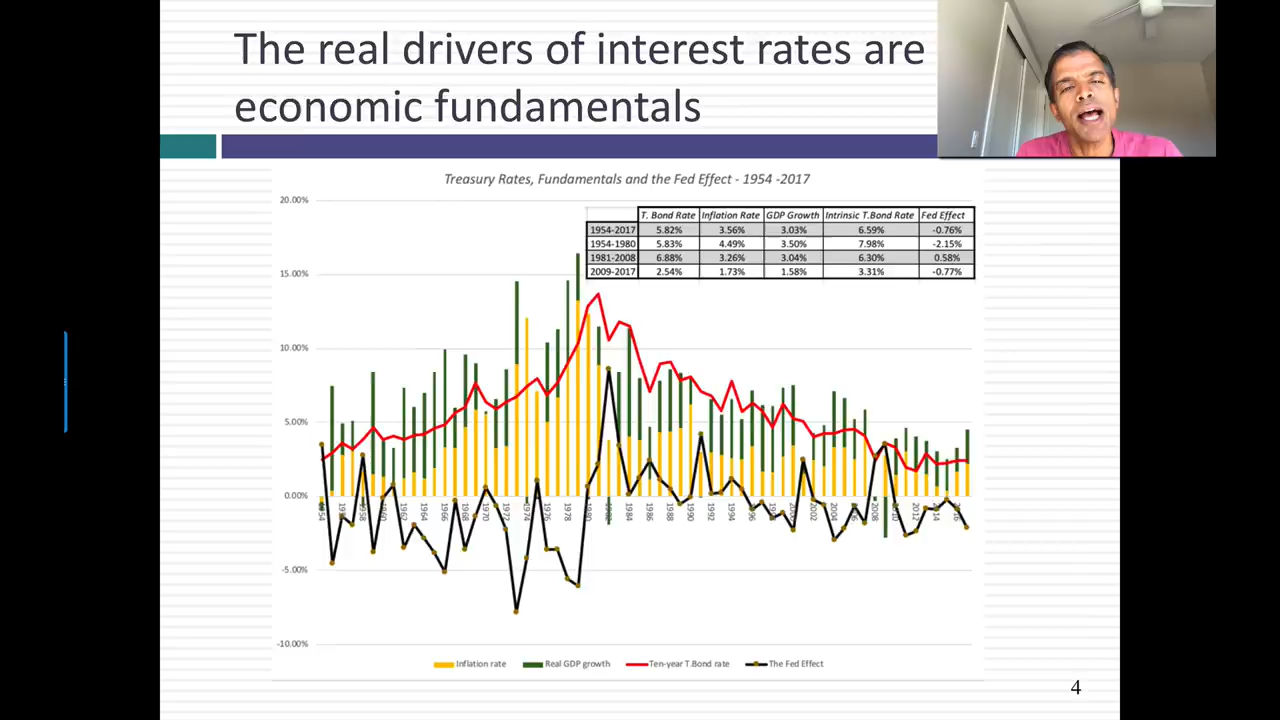 The real drivers of interest rates are
economic fundamentals
Treasury Rates, Fundamentals and the Fed Effect - 1954 -2017
T. Bond Rate Inflation Rate GDP Growth Intrinsic T.Bond Rate Fed Effect
1954-2017 5.82% 3.56% 3.03% 6.59% -0.76%
1954-1980 5.83% 4.49% 3.50% 7.98% -2.15%
1981-2008 6.88% 3.26% 3.04% 6.30% 0.58%
2009-2017 2.54% 1.73% 1.58% 3.31% -0.77%
20.00%
15.00%
10.00%
5.00%
0.00%
-5.00%
-10.00%
1954 1958 1964 1966 1968 1970 1972 1974 1976 1978 1984 1986 1988 1990 1992 1994 1996 2002 2004 2006 2008 2012 2014 2016
Inflation rate Real GDP growth Ten-year T.Bond rate The Fed Effect
4